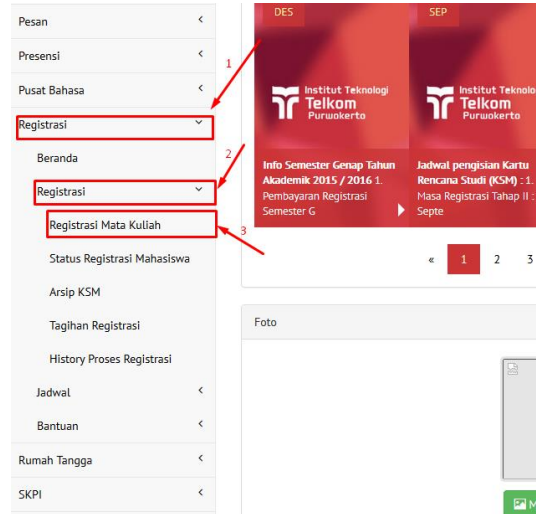 Pesan
Presensi
Pusat Bahasa
Registrasi
Beranda
Registrasi
Registrasi Mata Kuliah
Status Registrasi Mahasiswa
Arsip KSM
Tagihan Registrasi
History Proses Registrasi
Jadwal
Bantuan
Rumah Tangga
SKPI
1
2
3
DES
Institut Teknologi
Telkom
Purwokerto
Info Semester Genap Tahun
Akademik 2015 / 2016 1.
Pembayaran Registrasi
Semester G
SEP
Institut Teknolo
Telkom
Purwokerto
Jadwal pengisian Kartu
Rencana Studi (KSM) : 1.
Masa Registrasi Tahap II :
Septe
« 1 2 3
Foto
M